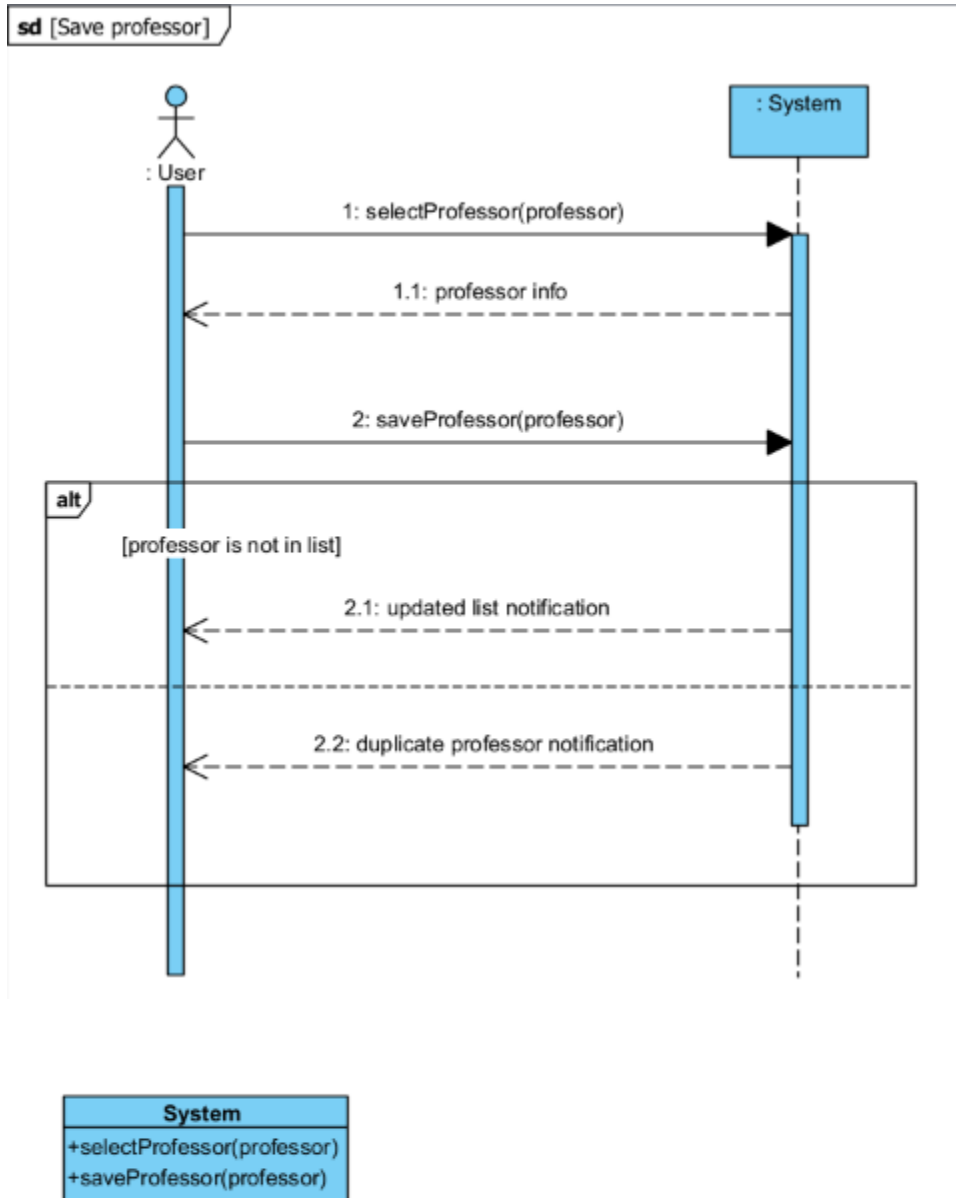 sd [Save professor]
: System
: User
1: selectProfessor(professor)
1.1: professor info
2: saveProfessor(professor)
alt
[professor is not in list]
2.1: updated list notification
2.2: duplicate professor notification
System
+selectProfessor(professor)
+saveProfessor(professor)